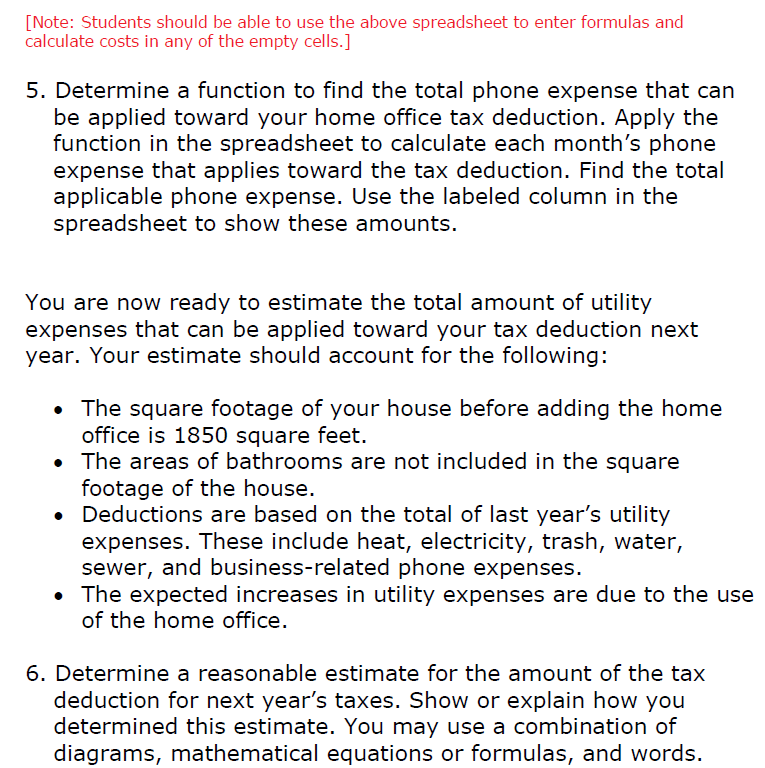 [Note: Students should be able to use the above spreadsheet to enter formulas and
calculate costs in any of the empty cells.]
5. Determine a function to find the total phone expense that can
be applied toward your home office tax deduction. Apply the
function in the spreadsheet to calculate each month's phone
expense that applies toward the tax deduction. Find the total
applicable phone expense. Use the labeled column in the
spreadsheet to show these amounts.
You are now ready to estimate the total amount of utility
expenses that can be applied toward your tax deduction next
year. Your estimate should account for the following:
• The square footage of your house before adding the home
office is 1850 square feet.
• The areas of bathrooms are not included in the square
footage of the house.
• Deductions are based on the total of last year's utility
expenses. These include heat, electricity, trash, water,
sewer, and business-related phone expenses.
• The expected increases in utility expenses are due to the use
of the home office.
6. Determine a reasonable estimate for the amount of the tax
deduction for next year's taxes. Show or explain how you
determined this estimate. You may use a combination of
diagrams, mathematical equations or formulas, and words.